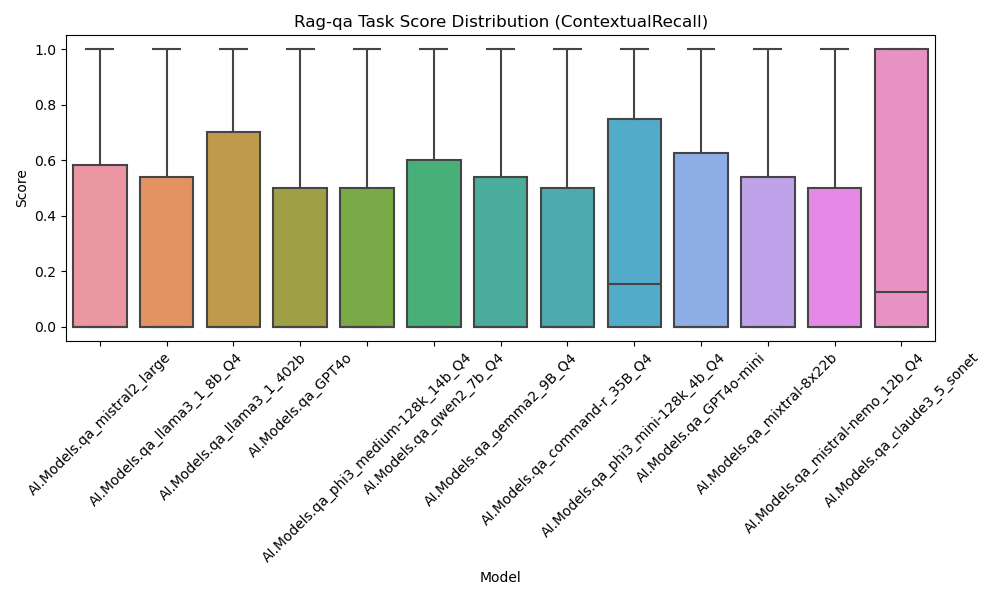 Rag-qa Task Score Distribution (ContextualRecall)
Score
1.0
0.8
0.6
0.4
0.2
0.0
AI.Models.qa_mistral2_large
AI.Models.qa_llama3_1_8b_Q4
AI.Models.qa_llama3_1_402b
AI.Models.qa_GPT4o
AI.Models.qa_phi3_medium-128k_14b_Q4
AI.Models.qa_qwen2_7b_Q4
AI.Models.qa_gemma2_9B_Q4
AI.Models.qa_command-r_35B_Q4
AI.Models.qa_phi3_mini-128k_4b_Q4
AI.Models.qa_GPT4o-mini
AI.Models.qa_mixtral-8x22b
AI.Models.qa_mistral-nemo_12b_Q4
AI.Models.qa_claude3_5_sonet
Model